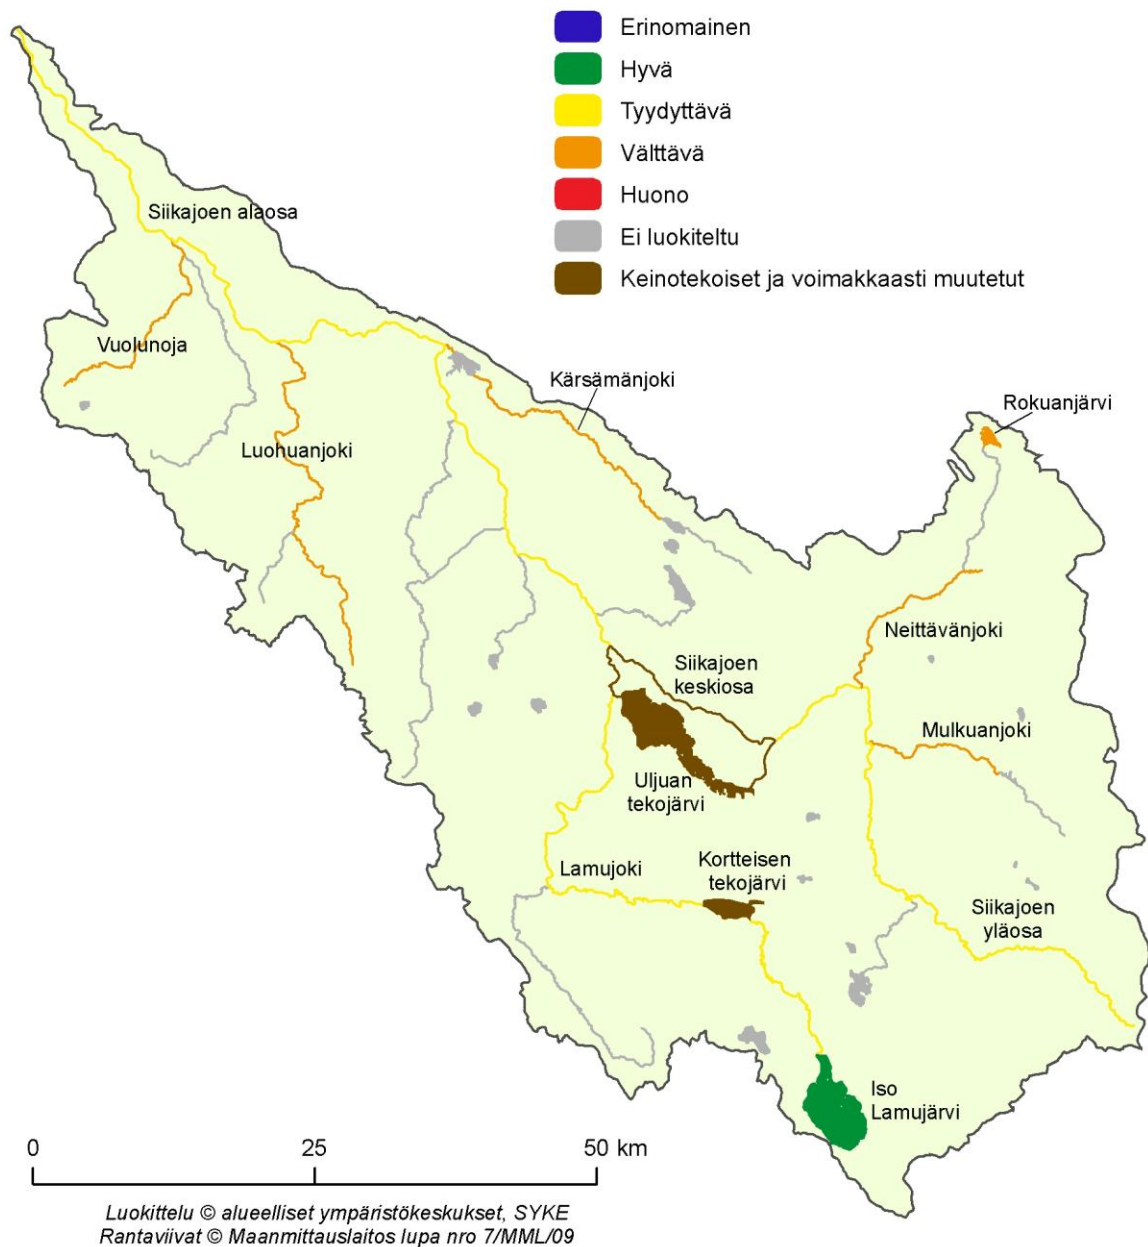 Erinomainen
Hyvä
Tyydyttävä
Välttävä
Huono
Ei luokiteltu
Keinotekoiset ja voimakkaasti muutetut
Siikajoen alaosa
Vuolunoja
Kärsämänjoki
Rokuanjärvi
Luohuanjoki
Neittävänjoki
Siikajoen
keskiosa
Mulkuanjoki
Uljuan
tekojärvi
Lamujoki
Kortteisen
tekojärvi
Siikajoen
yläosa
Iso
Lamujärvi
0 25 50 km
Luokittelu © alueelliset ympäristökeskukset, SYKE
Rantaviivat © Maanmittauslaitos lupa nro 7/MML/09